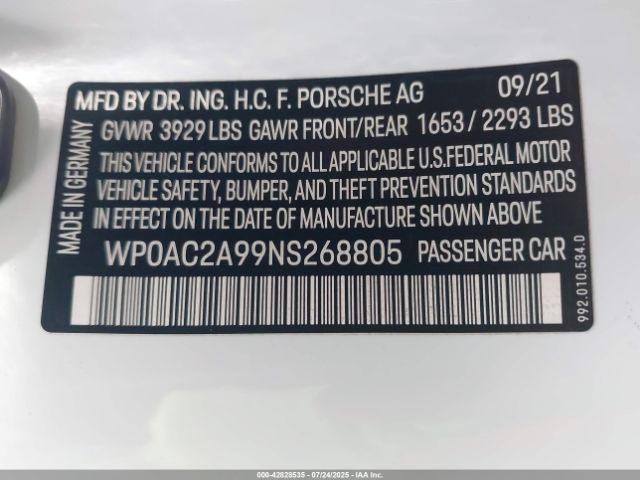 MFD BY DR. ING. H.C. F. PORSCHE AG 09/21
GVWR 3929 LBS GAWR FRONT/REAR 1653 / 2293 LBS
THIS VEHICLE CONFORMS TO ALL APPLICABLE U.S.FEDERAL MOTOR
VEHICLE SAFETY, BUMPER, AND THEFT PREVENTION STANDARDS
IN EFFECT ON THE DATE OF MANUFACTURE SHOWN ABOVE
WP0AC2A99NS268805 PASSENGER CAR
MADE IN GERMANY
992.010.534.D
000-42828535 - 07/24/2025 - IAA Inc.